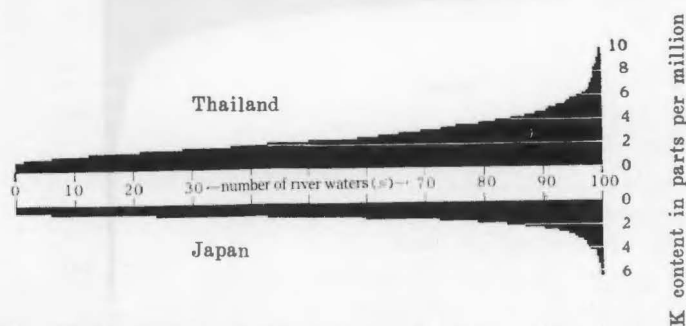 10
8
Thailand
6
4
2
0
0 10 20 30 ←number of river waters (%)→ 70 80 90 100
0
2
Japan
4
6
K content in parts per million